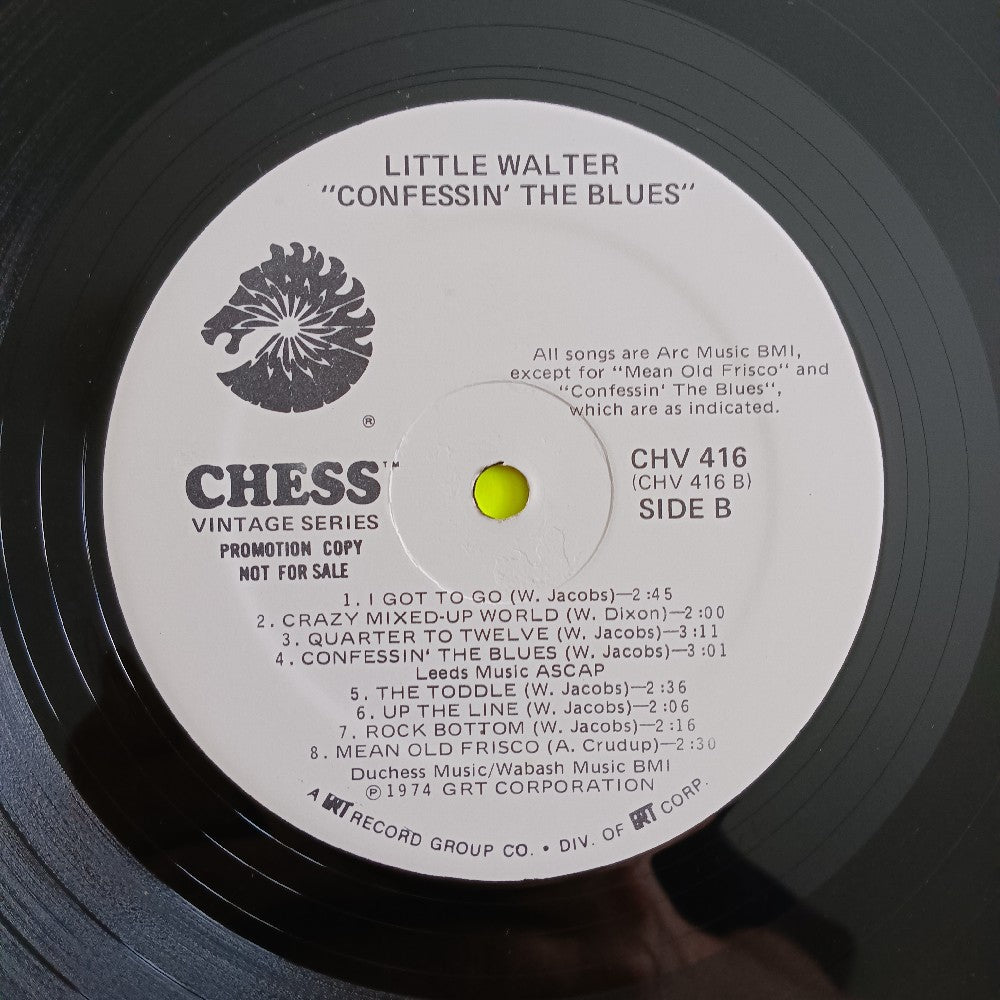 LITTLE WALTER
"CONFESSIN' THE BLUES"
All songs are Arc Music BMI,
except for "Mean Old Frisco" and
"Confessin' The Blues",
which are as indicated.
®
CHESS™
VINTAGE SERIES
PROMOTION COPY
NOT FOR SALE
CHV 416
(CHV 416 B)
SIDE B
1. I GOT TO GO (W. Jacobs)—2:45
2. CRAZY MIXED-UP WORLD (W. Dixon)—2:00
3. QUARTER TO TWELVE (W. Jacobs)—3:11
4. CONFESSIN' THE BLUES (W. Jacobs)—3:01
Leeds Music ASCAP
5. THE TODDLE (W. Jacobs)—2:36
6. UP THE LINE (W. Jacobs)—2:06
7. ROCK BOTTOM (W. Jacobs)—2:16
8. MEAN OLD FRISCO (A. Crudup)—2:30
Duchess Music/Wabash Music BMI
℗1974 GRT CORPORATION
A GRT RECORD GROUP CO. • DIV. OF GRT CORP.